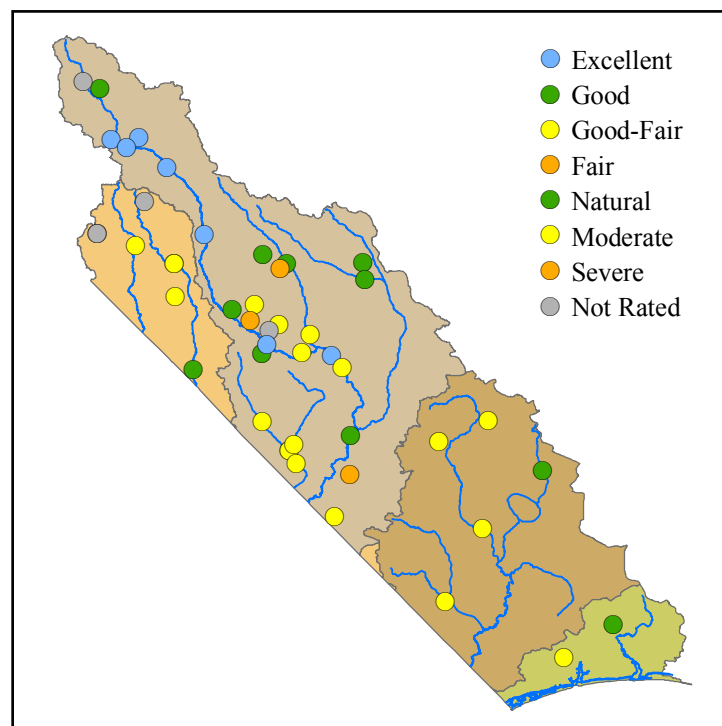 Excellent
Good
Good-Fair
Fair
Natural
Moderate
Severe
Not Rated